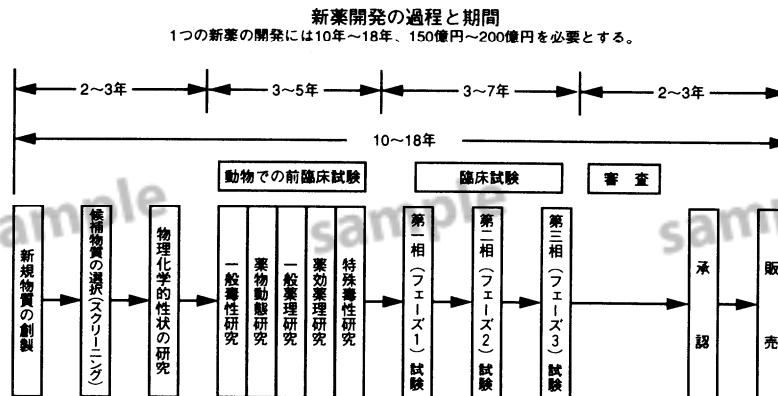 新薬開発の過程と期間
1つの新薬の開発には10年～18年、150億円～200億円を必要とする。
2～3年
3～5年
3～7年
2～3年
10～18年
動物での前臨床試験
臨床試験
審 査
sample
sample
samp
新規物質の創製
候補物質の選択(スクリーニング)
物理化学的性状の研究
一般毒性研究
薬物動態研究
一般薬理研究
薬効薬理研究
特殊毒性研究
第一相(フェーズ1)試験
第二相(フェーズ2)試験
第三相(フェーズ3)試験
承認
販売